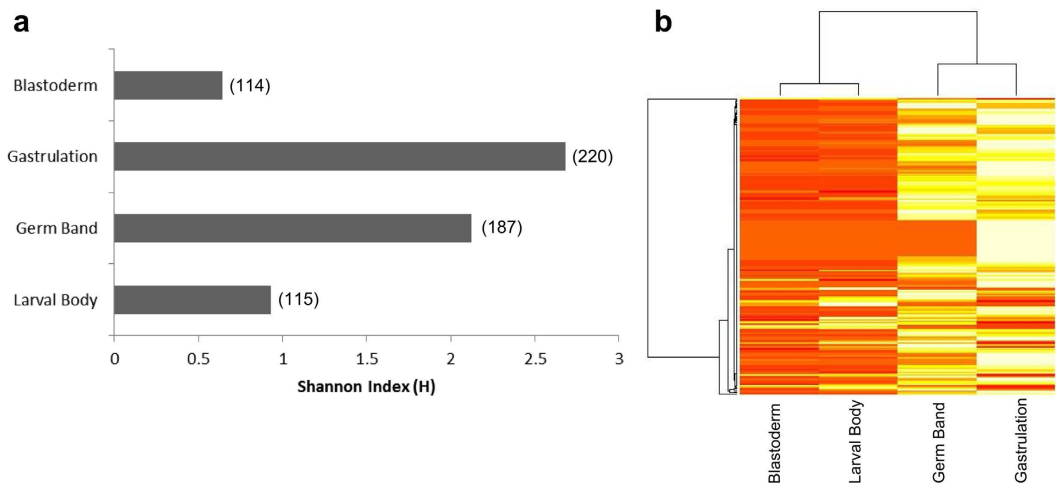 a
Blastoderm
(114)
Gastrulation
(220)
Germ Band
(187)
Larval Body
(115)
0 0.5 1 1.5 2 2.5 3
Shannon Index (H)
b
Blastoderm
Larval Body
Germ Band
Gastrulation